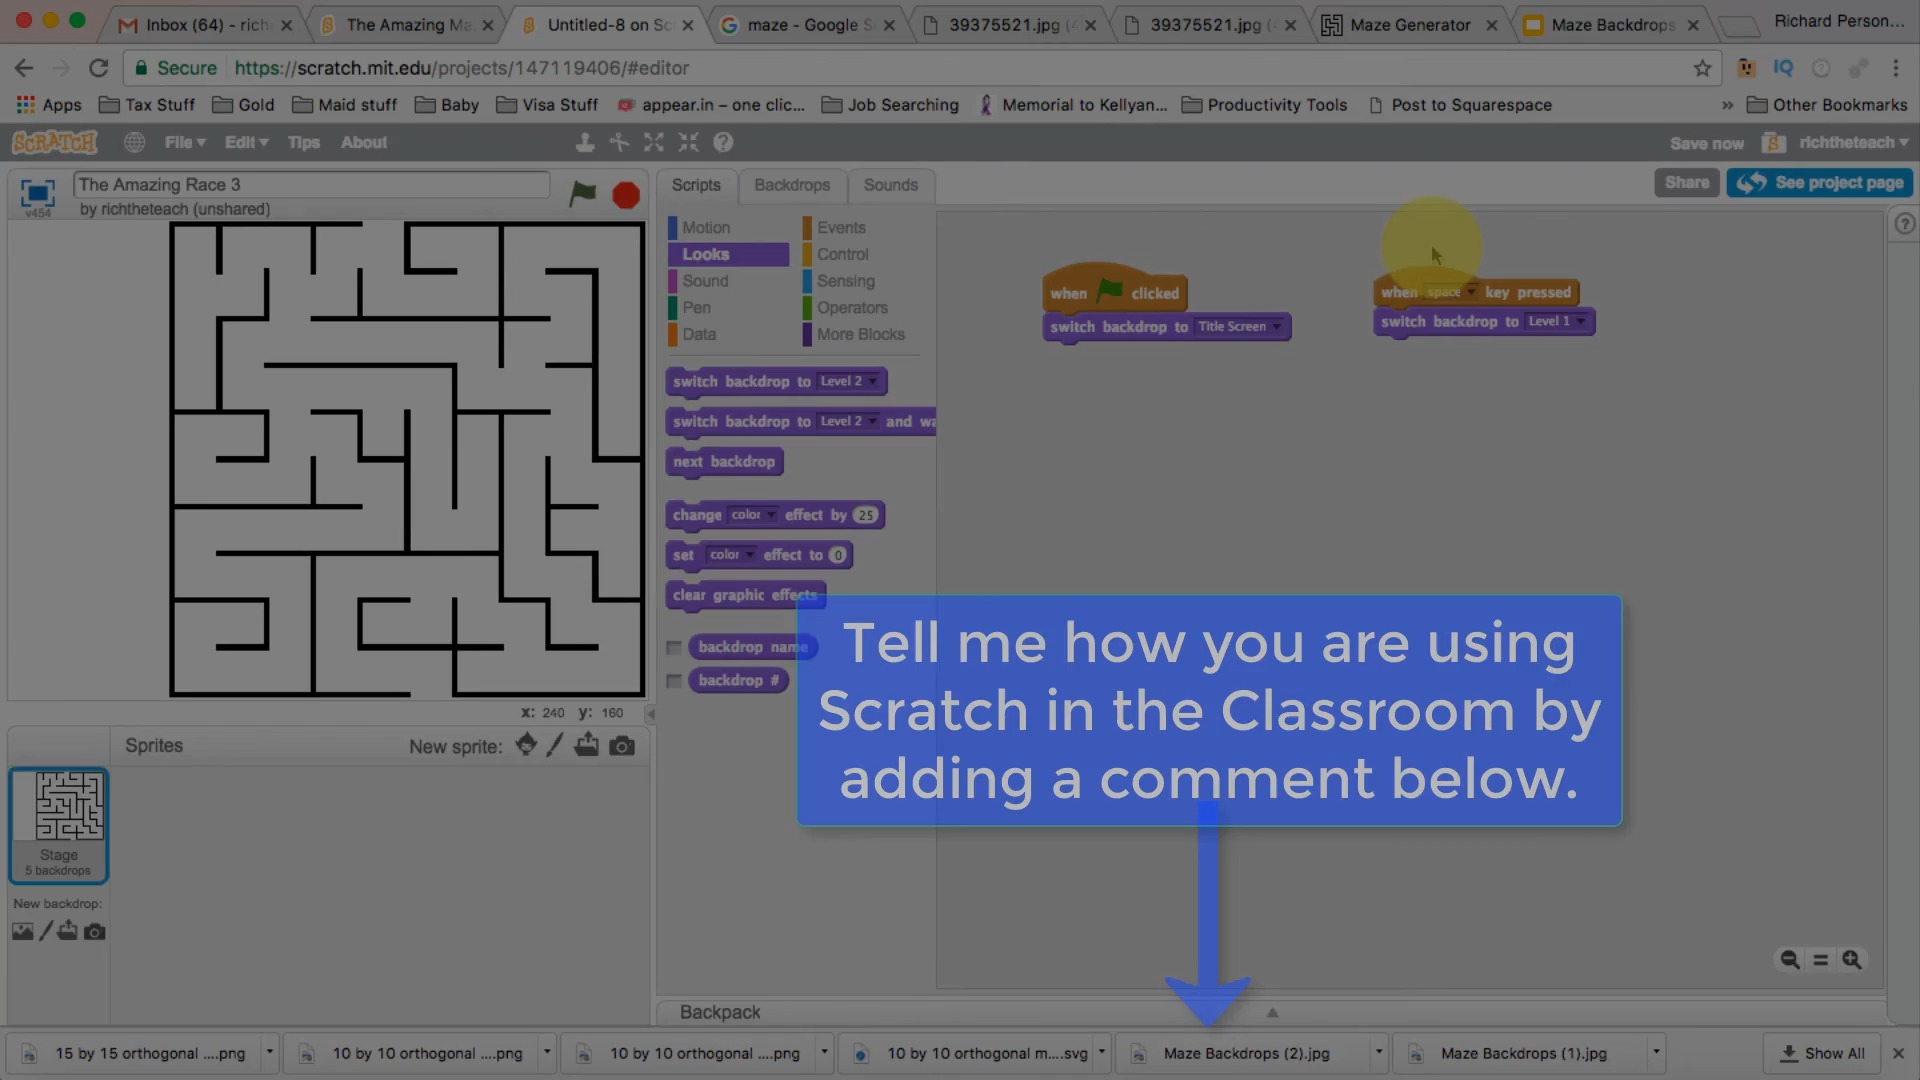 Inbox (64) - rich
The Amazing Ma
Untitled-8 on Sc
maze - Google S
39375521.jpg (
39375521.jpg (
Maze Generator
Maze Backdrops
Richard Person...
Secure
https://scratch.mit.edu/projects/147119406/#editor
IQ
Apps
Tax Stuff
Gold
Maid stuff
Baby
Visa Stuff
appear.in – one clic...
Job Searching
Memorial to Kellyan...
Productivity Tools
Post to Squarespace
»
Other Bookmarks
SCRATCH
File
Edit
Tips
About
Save now
richtheteach
v454
The Amazing Race 3
by richtheteach (unshared)
Scripts
Backdrops
Sounds
Share
See project page
Motion
Looks
Sound
Pen
Data
Events
Control
Sensing
Operators
More Blocks
switch backdrop to Level 2
switch backdrop to Level 2 and wa
next backdrop
change color effect by 25
set color effect to 0
clear graphic effects
backdrop name
backdrop #
when clicked
switch backdrop to Title Screen
when space key pressed
switch backdrop to Level 1
x: 240 y: 160
Sprites
New sprite:
Stage
5 backdrops
New backdrop:
Tell me how you are using
Scratch in the Classroom by
adding a comment below.
Backpack
15 by 15 orthogonal ....png
10 by 10 orthogonal ....png
10 by 10 orthogonal ....png
10 by 10 orthogonal m....svg
Maze Backdrops (2).jpg
Maze Backdrops (1).jpg
Show All